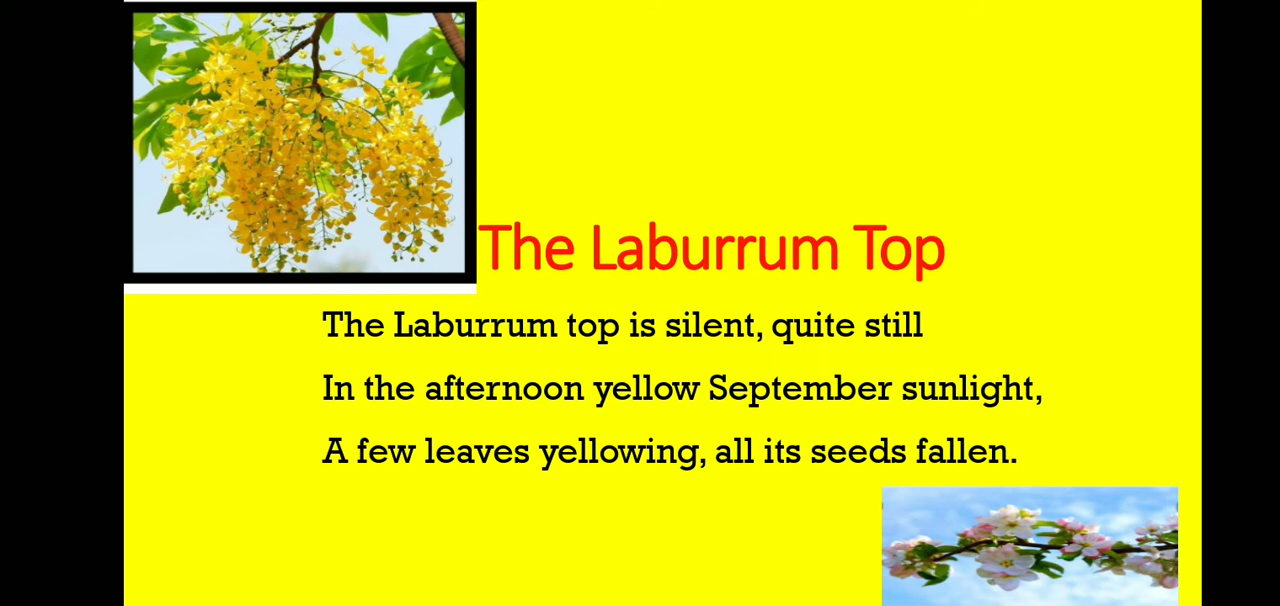 The Laburrum Top
The Laburrum top is silent, quite still
In the afternoon yellow September sunlight,
A few leaves yellowing, all its seeds fallen.